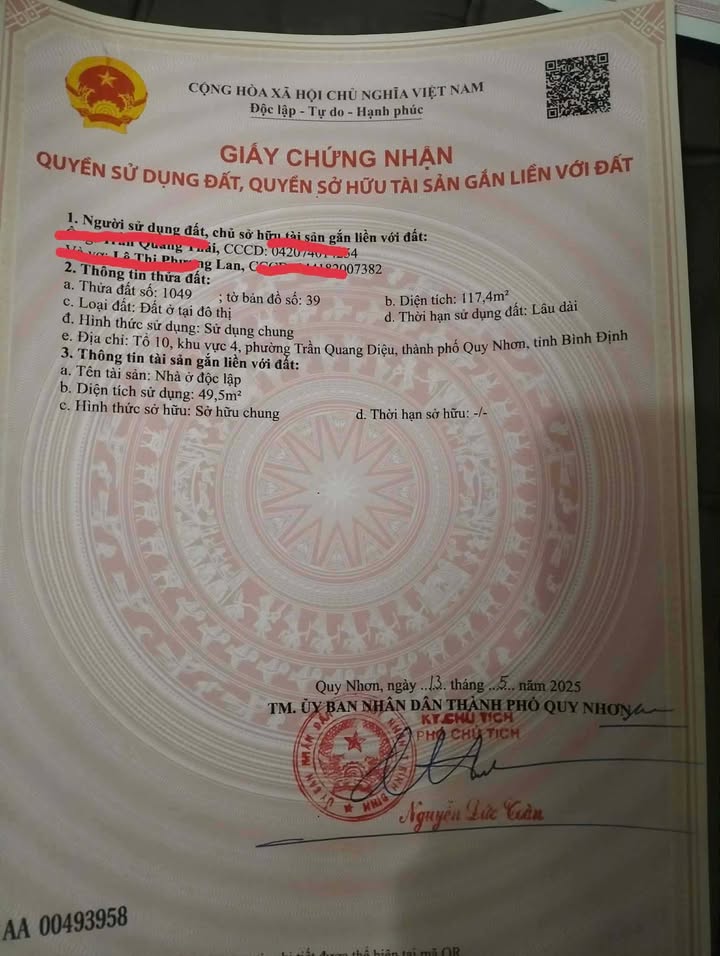 CỘNG HÒA XÃ HỘI CHỦ NGHĨA VIỆT NAM
Độc lập - Tự do - Hạnh phúc
GIẤY CHỨNG NHẬN
QUYỀN SỬ DỤNG ĐẤT, QUYỀN SỞ HỮU TÀI SẢN GẮN LIỀN VỚI ĐẤT
1. Người sử dụng đất, chủ sở hữu tài sản gắn liền với đất:
CCCD:
Lan,
2. Thông tin thửa đất:
a. Thửa đất số: 1049 ; tờ bản đồ số: 39 b. Diện tích: 117,4m²
c. Loại đất: Đất ở tại đô thị d. Thời hạn sử dụng đất: Lâu dài
đ. Hình thức sử dụng: Sử dụng chung
e. Địa chỉ: Tổ 10, khu vực 4, phường Trần Quang Diệu, thành phố Quy Nhơn, tỉnh Bình Định
3. Thông tin tài sản gắn liền với đất:
a. Tên tài sản: Nhà ở độc lập
b. Diện tích sử dụng: 49,5m²
c. Hình thức sở hữu: Sở hữu chung d. Thời hạn sở hữu: -/-
Quy Nhơn, ngày ..13. tháng ..5.. năm 2025
TM. ỦY BAN NHÂN DÂN THÀNH PHỐ QUY NHƠN
KT.CHỦ TỊCH
PHÓ CHỦ TỊCH
Nguyễn Đức Toàn
AA 00493958